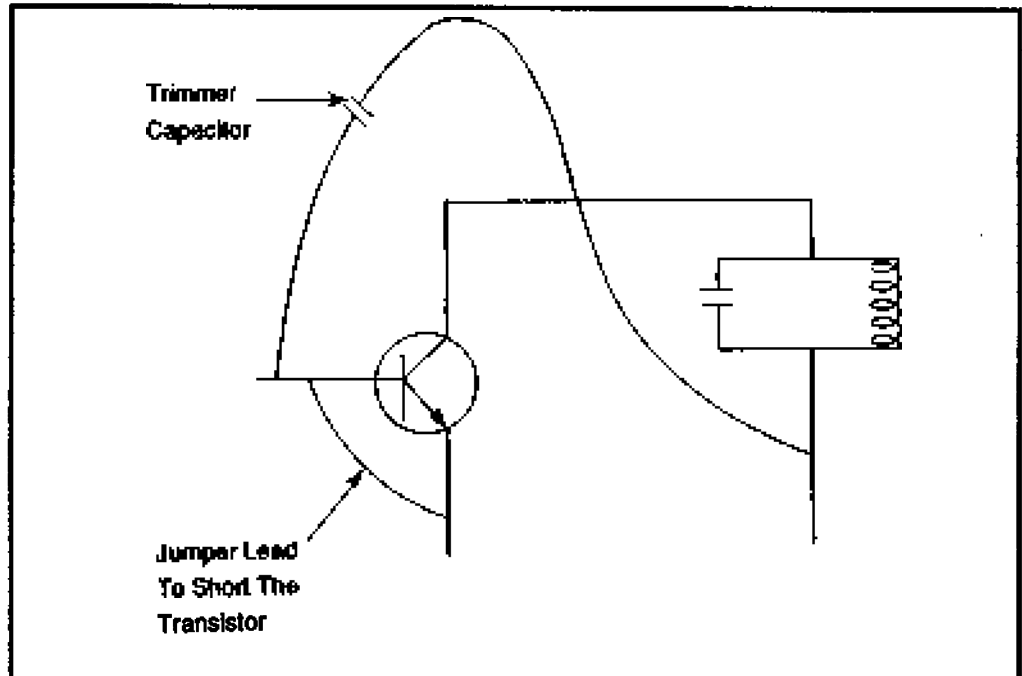 Trimmer
Capacitor
Jumper Lead
To Short The
Transistor